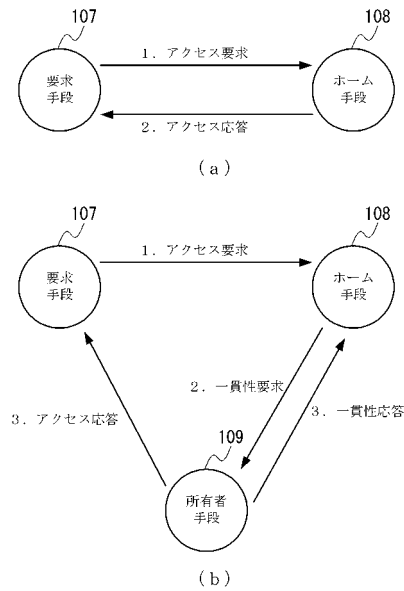 107
108
要求
手段
1．アクセス要求
ホーム
手段
2．アクセス応答
(a)
107
108
要求
手段
1．アクセス要求
ホーム
手段
2．一貫性要求
3．アクセス応答
3．一貫性応答
109
所有者
手段
(b)